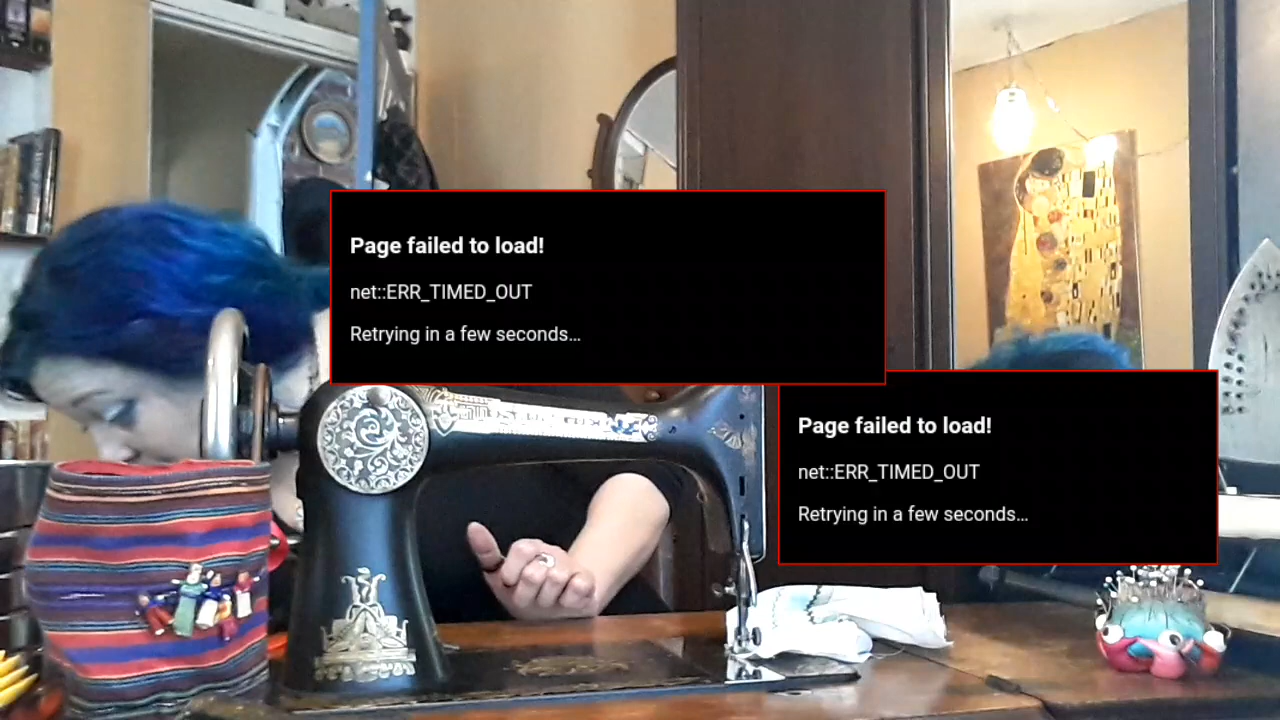 Page failed to load!
net::ERR_TIMED_OUT
Retrying in a few seconds…
Page failed to load!
net::ERR_TIMED_OUT
Retrying in a few seconds…